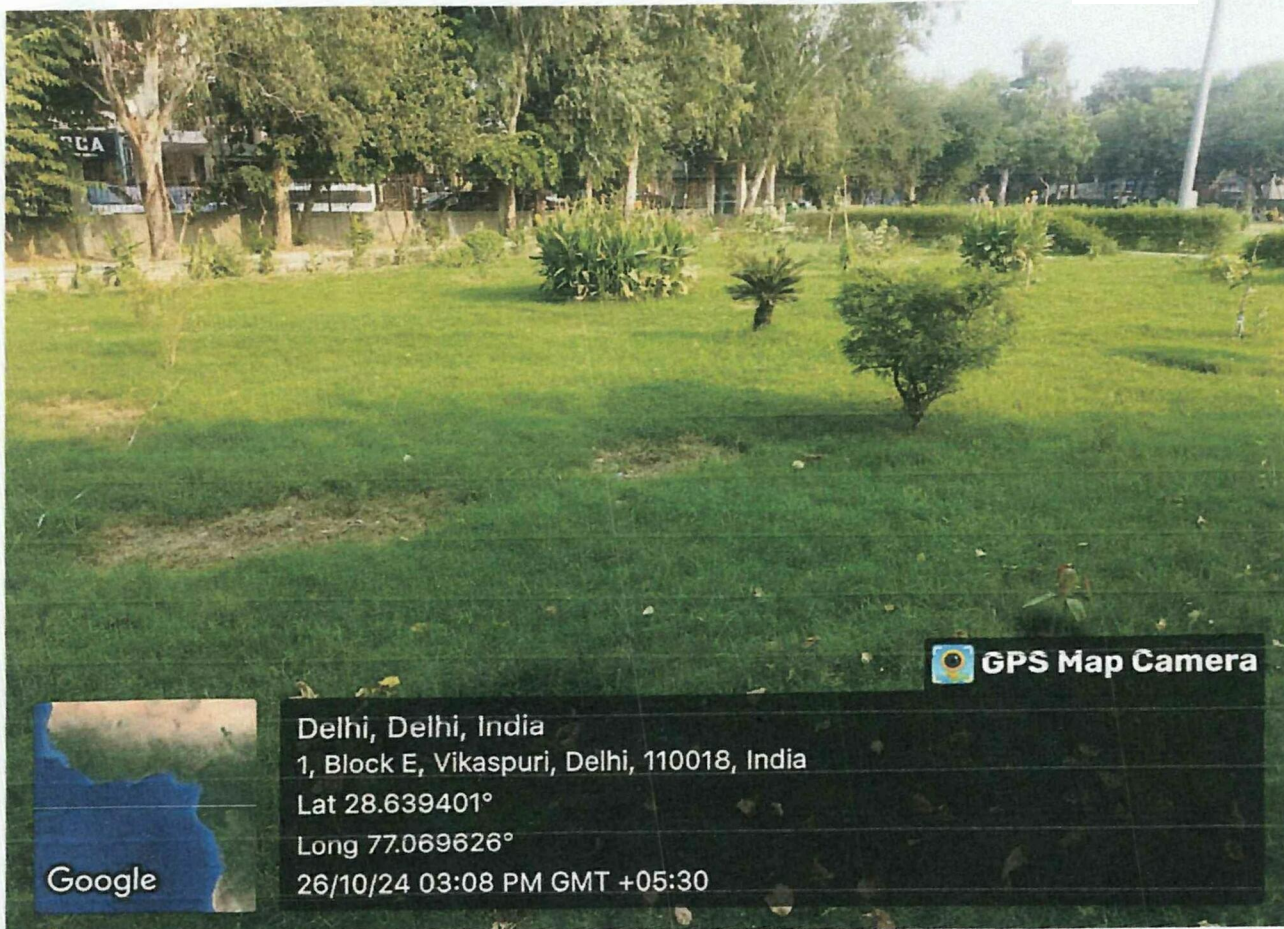 GPS Map Camera
Delhi, Delhi, India
1, Block E, Vikaspuri, Delhi, 110018, India
Lat 28.639401°
Long 77.069626°
26/10/24 03:08 PM GMT +05:30
Google